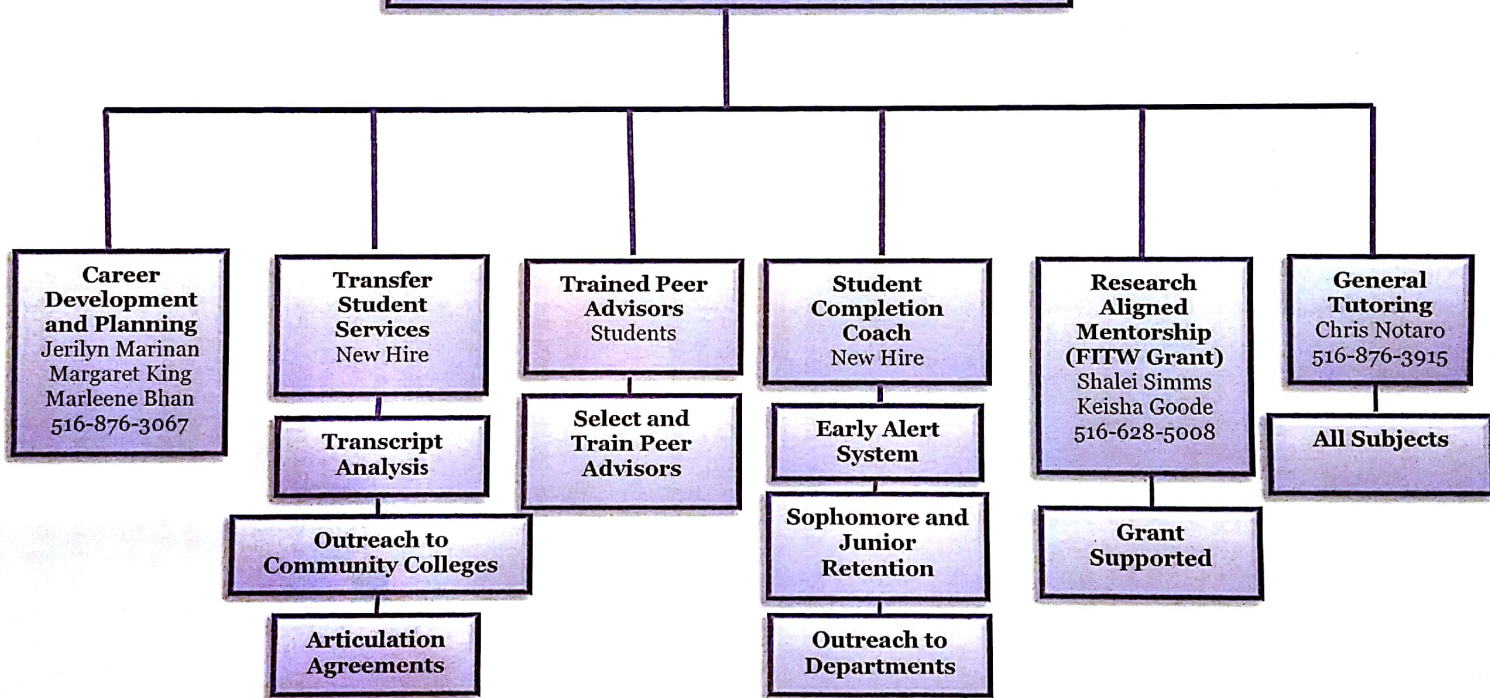 Career
Development
and Planning
Jerilyn Marinan
Margaret King
Marleene Bhan
516-876-3067
Transfer
Student
Services
New Hire
Transcript
Analysis
Outreach to
Community Colleges
Articulation
Agreements
Trained Peer
Advisors
Students
Select and
Train Peer
Advisors
Student
Completion
Coach
New Hire
Early Alert
System
Sophomore and
Junior
Retention
Outreach to
Departments
Research
Aligned
Mentorship
(FITW Grant)
Shalei Simms
Keisha Goode
516-628-5008
Grant
Supported
General
Tutoring
Chris Notaro
516-876-3915
All Subjects